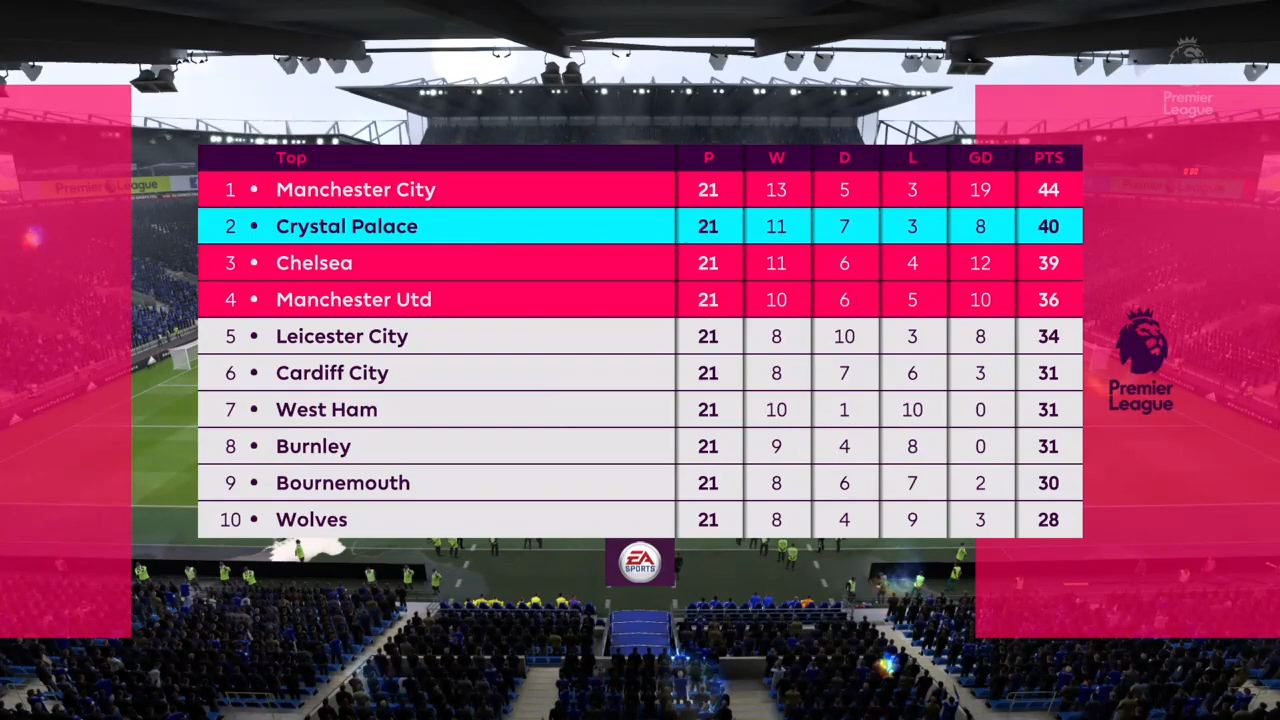 Premier
League
Top P W D L GD PTS
1 • Manchester City 21 13 5 3 19 44
2 • Crystal Palace 21 11 7 3 8 40
3 • Chelsea 21 11 6 4 12 39
4 • Manchester Utd 21 10 6 5 10 36
5 • Leicester City 21 8 10 3 8 34
6 • Cardiff City 21 8 7 6 3 31
7 • West Ham 21 10 1 10 0 31
8 • Burnley 21 9 4 8 0 31
9 • Bournemouth 21 8 6 7 2 30
10 • Wolves 21 8 4 9 3 28
Premier League
Premier League
Premier
League
EA
SPORTS